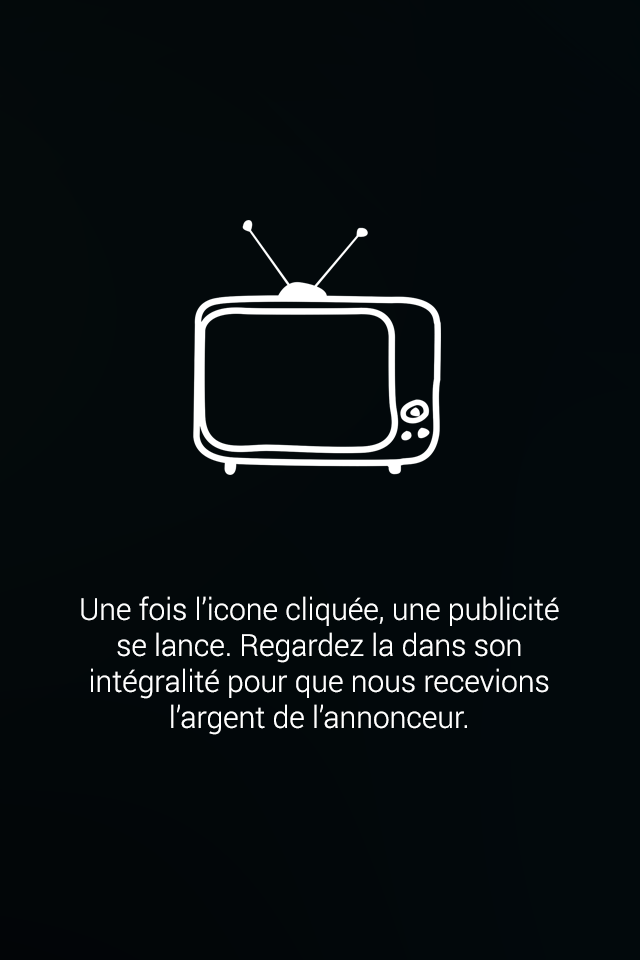 Une fois l’icone cliquée, une publicité
se lance. Regardez la dans son
intégralité pour que nous recevions
l’argent de l’annonceur.